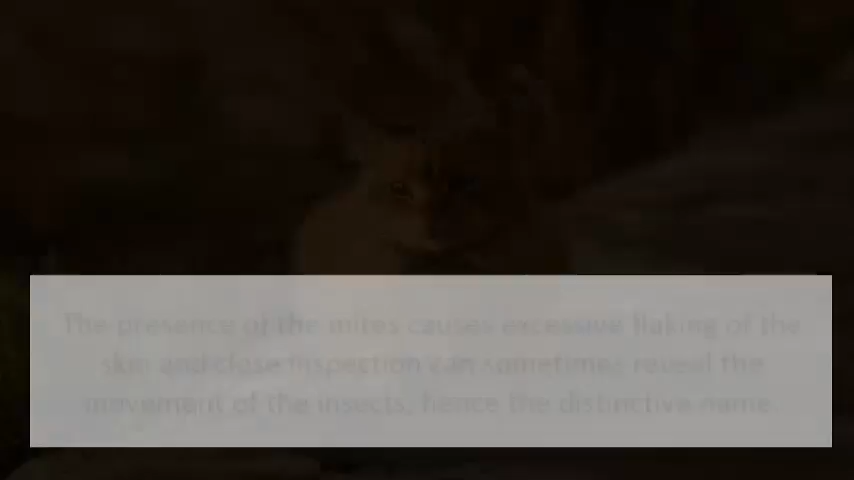 The presence of the mites causes excessive flaking of the
skin and close inspection can sometimes reveal the
movement of the insects, hence the distinctive name.